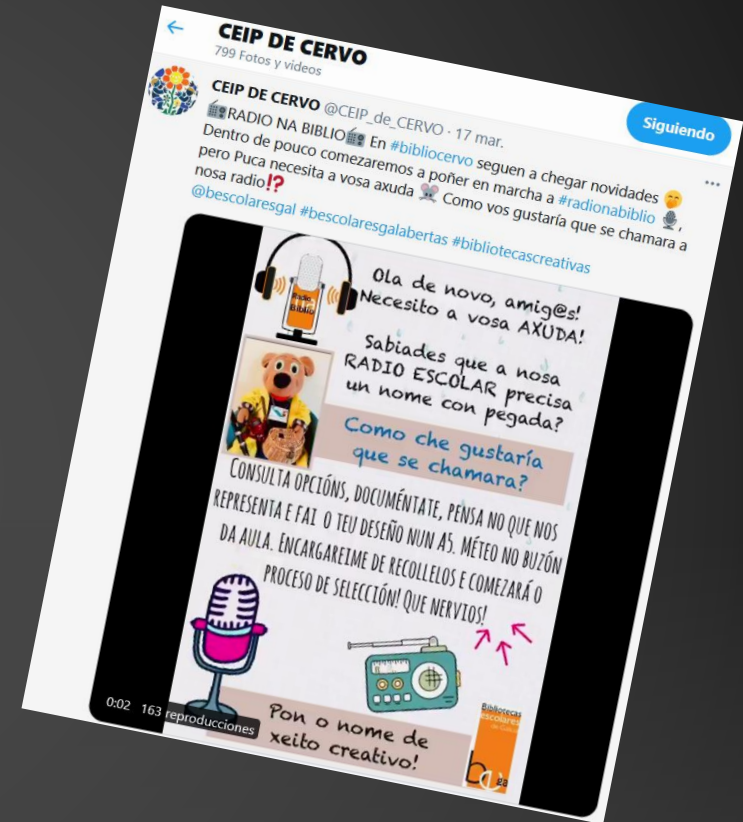 CEIP DE CERVO
799 Fotos y vídeos
Siguiendo
CEIP DE CERVO @CEIP_de_CERVO · 17 mar.
RADIO NA BIBLIO En #bibliocervo seguen a chegar novidades
Dentro de pouco comezaremos a poñer en marcha a #radionabiblio,
pero Puca necesita a vosa axuda Como vos gustaría que se chamara a
nosa radio⁉
@bescolaresgal #bescolaresgalabertas #bibliotecascreativas
Radio
Biblio
Ola de novo, amig@s!
Necesito a vosa AXUDA!
Sabiades que a nosa
RADIO ESCOLAR precisa
un nome con pegada?
Como che gustaría
que se chamara?
CONSULTA OPCIÓNS, DOCUMÉNTATE, PENSA NO QUE NOS
REPRESENTA E FAI O TEU DESEÑO NUN A5. MÉTEO NO BUZÓN
DA AULA. ENCARGAREIME DE RECOLLELOS E COMEZARÁ O
PROCESO DE SELECCIÓN! QUE NERVIOS!
Pon o nome de
xeito creativo!
Bibliotecas
escolares
de Galicia
0:02 163 reproducciones